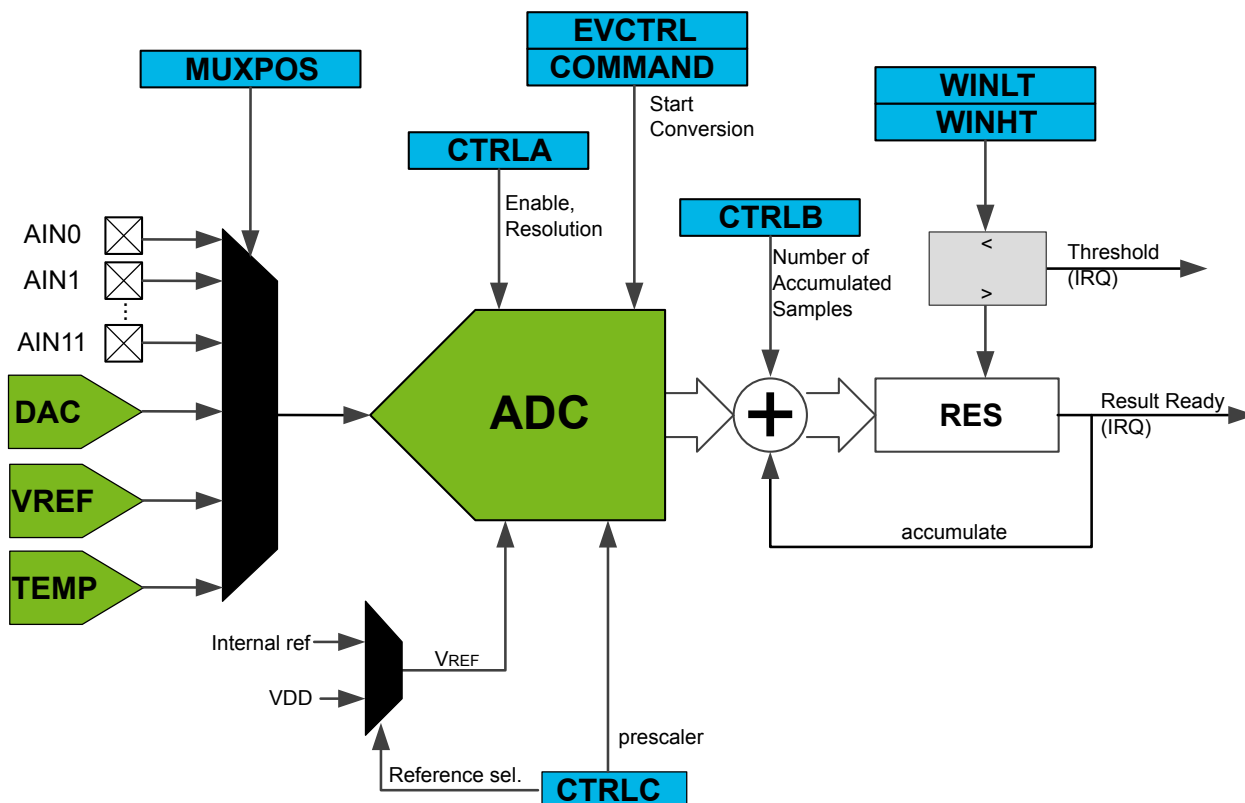 EVCTRL
COMMAND
MUXPOS
WINLT
WINHT
Start
Conversion
CTRLA
Enable,
Resolution
CTRLB
AIN0
AIN1
AIN11
Number of
Accumulated
Samples
<
>
Threshold
(IRQ)
DAC
ADC
+
RES
Result Ready
(IRQ)
VREF
TEMP
accumulate
Internal ref
VREF
VDD
prescaler
Reference sel.
CTRLC